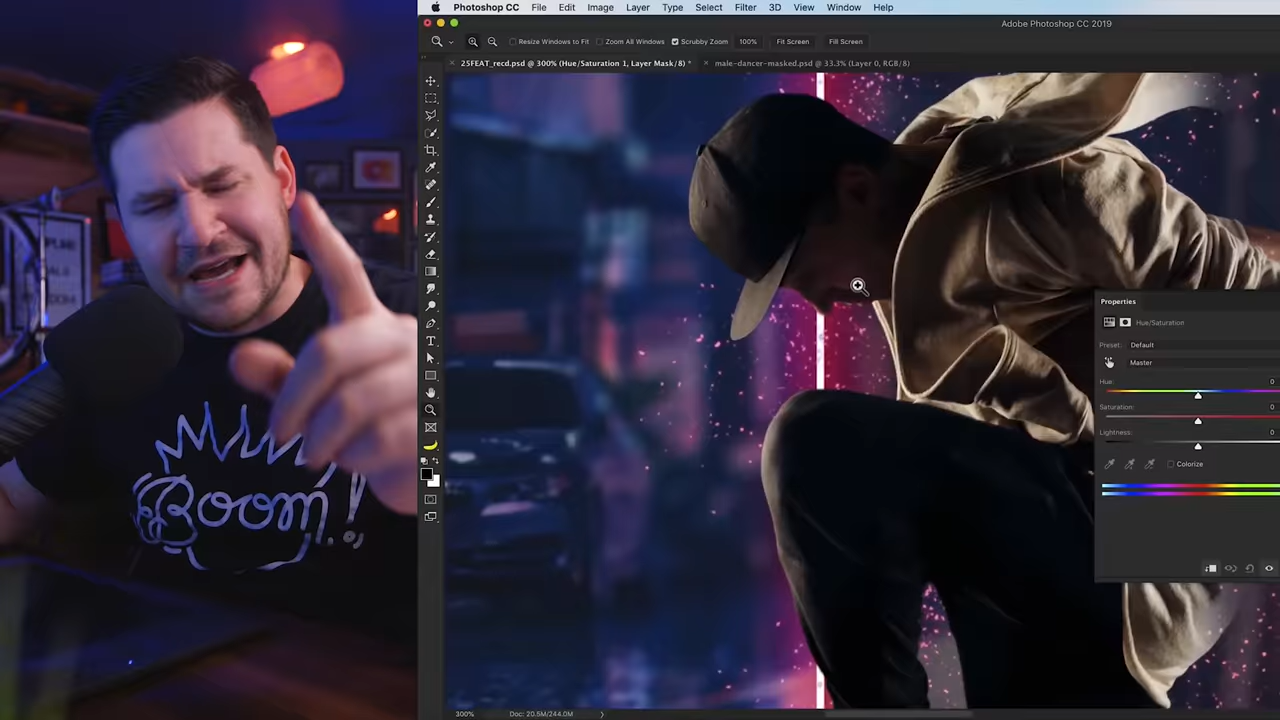 Photoshop CC File Edit Image Layer Type Select Filter 3D View Window Help
Adobe Photoshop CC 2019
Resize Windows to Fit Zoom All Windows Scrubby Zoom 100% Fit Screen Fill Screen
25FEAT_recd.psd @ 300% (Hue/Saturation 1, Layer Mask/8) * male-dancer-masked.psd @ 33.3% (Layer 0, RGB/8)
Properties
Hue/Saturation
Preset: Default
Master
Hue: 0
Saturation: 0
Lightness: 0
Colorize
Boom!
300% Doc: 20.5M/244.0M